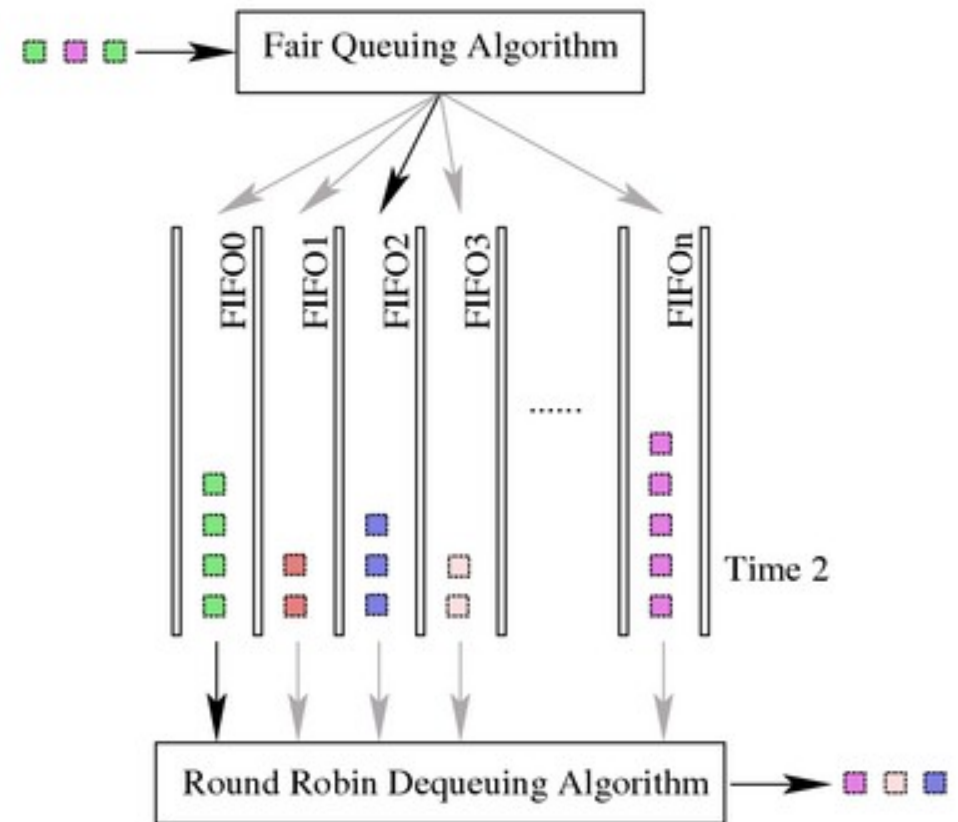 Fair Queuing Algorithm
FIFO0
FIFO1
FIFO2
FIFO3
FIFOn
......
Time 2
Round Robin Dequeuing Algorithm